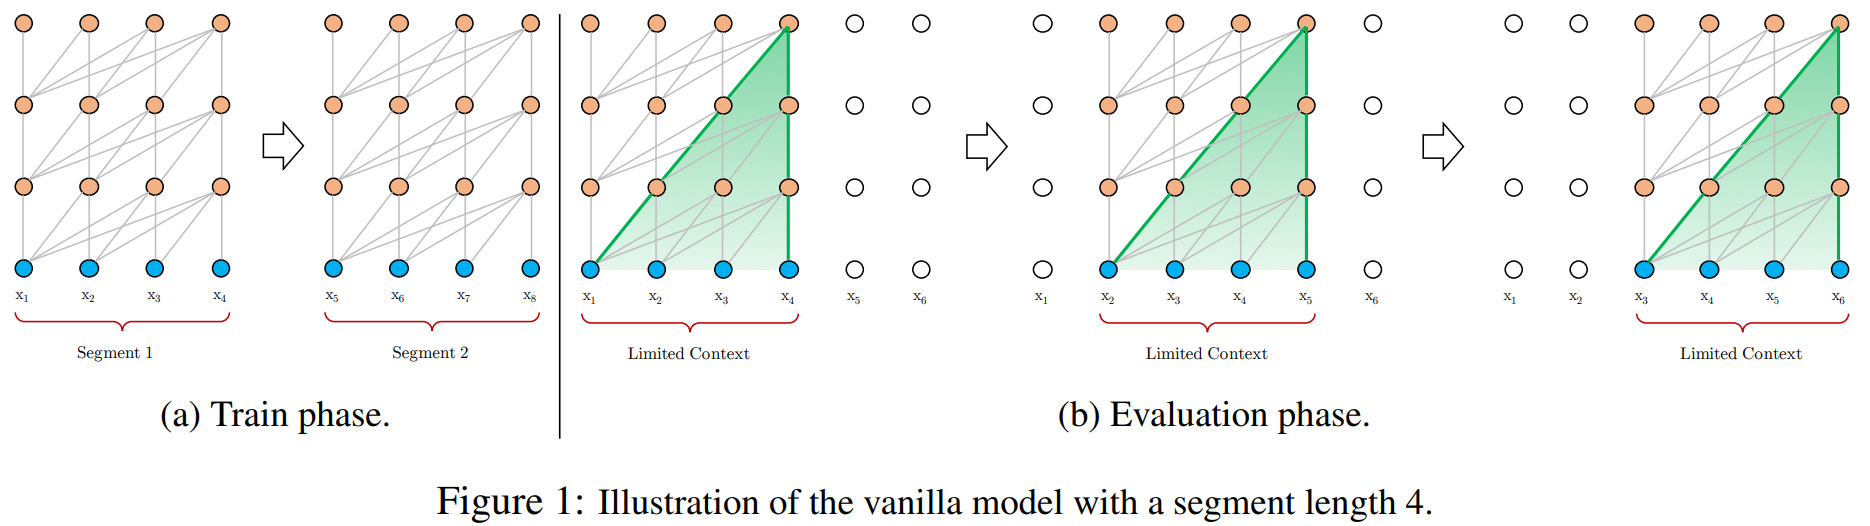 x1 x2 x3 x4 x5 x6 x7 x8 x1 x2 x3 x4 x5 x6 x1 x2 x3 x4 x5 x6 x1 x2 x3 x4 x5 x6
Segment 1 Segment 2 Limited Context Limited Context Limited Context
(a) Train phase. (b) Evaluation phase.
Figure 1: Illustration of the vanilla model with a segment length 4.